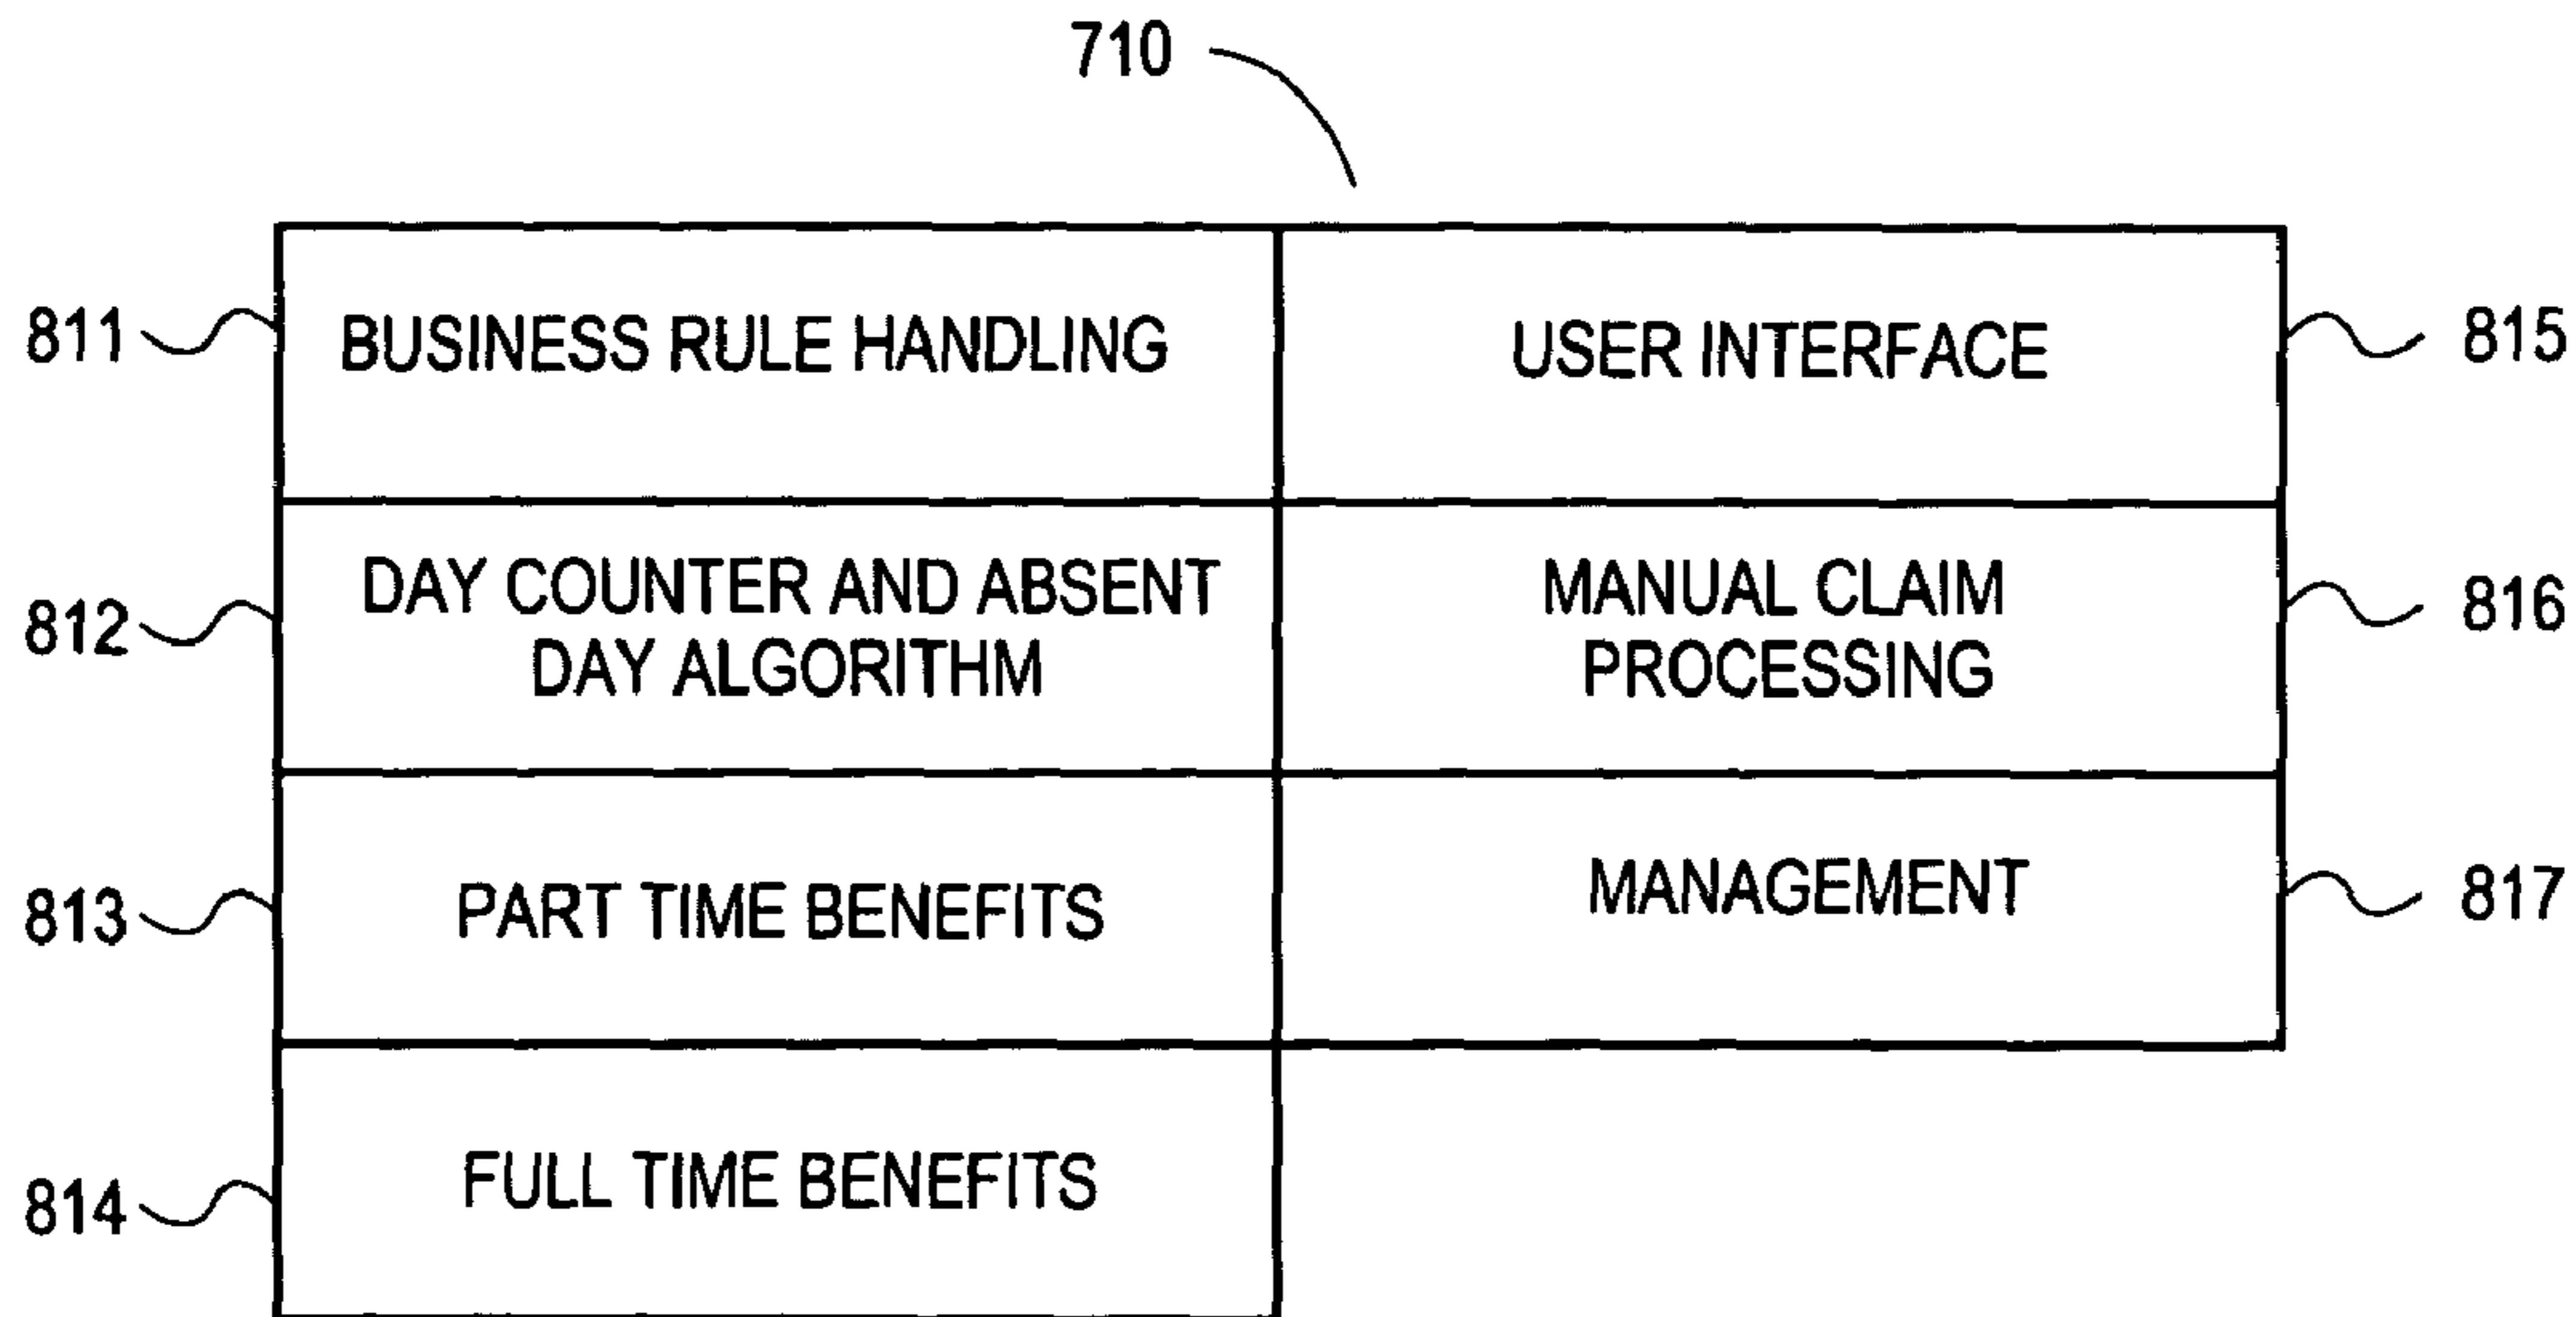 710
811 BUSINESS RULE HANDLING USER INTERFACE 815
812 DAY COUNTER AND ABSENT
DAY ALGORITHM MANUAL CLAIM
PROCESSING 816
813 PART TIME BENEFITS MANAGEMENT 817
814 FULL TIME BENEFITS